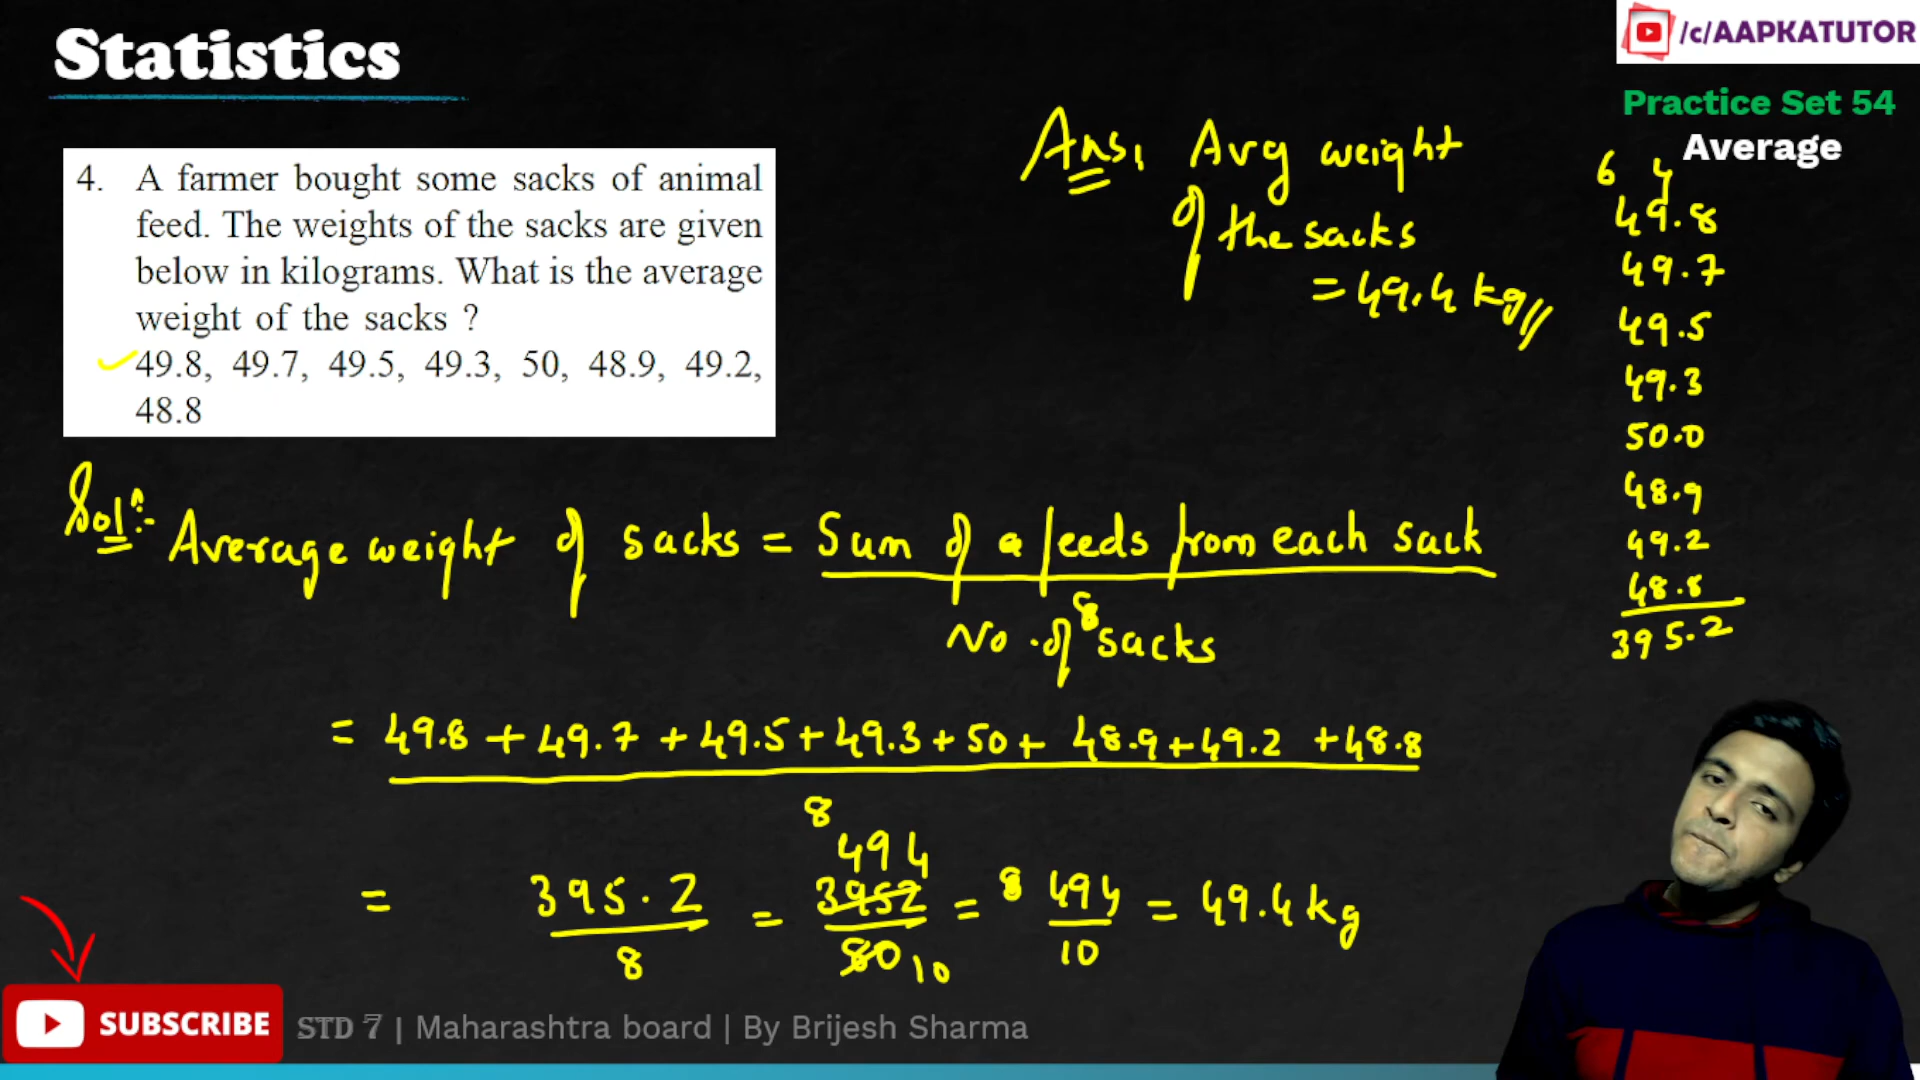 Statistics
/c/AAPKATUTOR
Practice Set 54
Average
4. A farmer bought some sacks of animal
feed. The weights of the sacks are given
below in kilograms. What is the average
weight of the sacks ?
49.8, 49.7, 49.5, 49.3, 50, 48.9, 49.2,
48.8
Ans, Avg weight
of the sacks
= 49.4 kg//
6 4
49.8
49.7
49.5
49.3
50.0
48.9
49.2
48.8
395.2
Average weight of sacks = Sum of a feeds from each sack
8
No. of sacks
= 49.8 + 49.7 + 49.5 + 49.3 + 50 + 48.9 + 49.2 + 48.8
8
494
= 395.2 = 3952 = 8 494 = 49.4 kg
8 80 10 10
SUBSCRIBE
STD 7 | Maharashtra board | By Brijesh Sharma